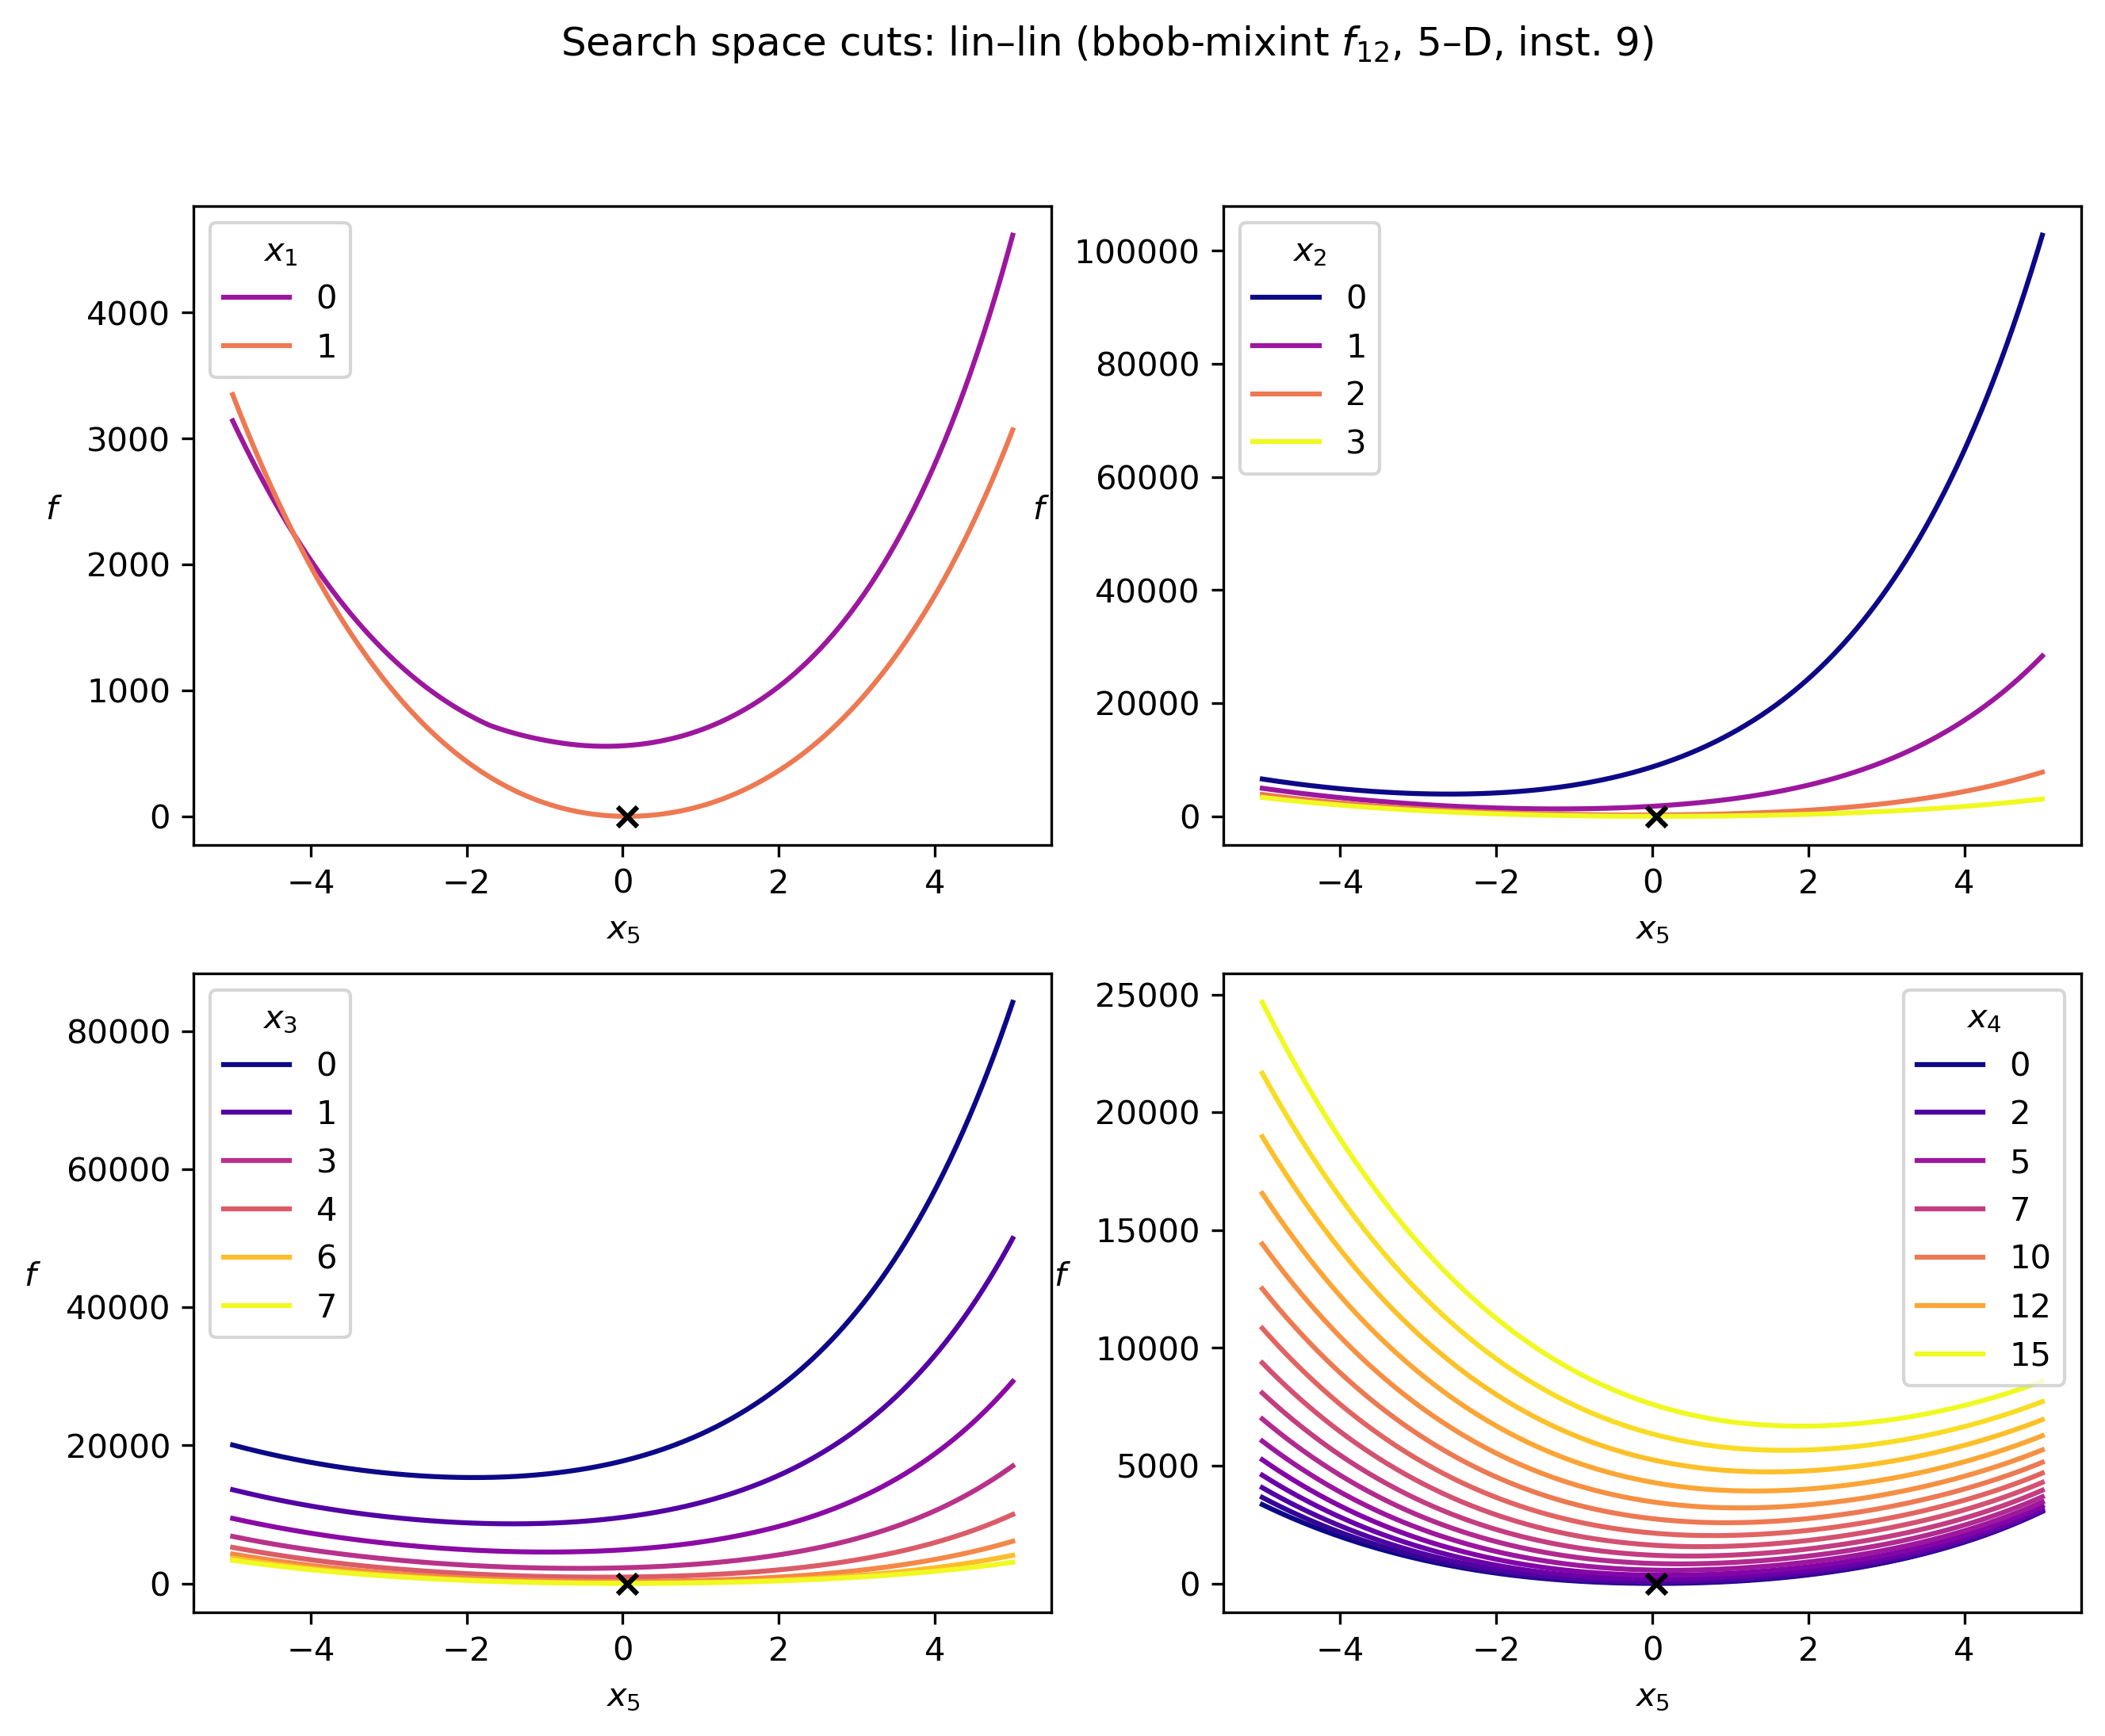 Search space cuts: lin–lin (bbob-mixint f₁₂, 5–D, inst. 9)
f
4000
3000
2000
1000
0
x₁
0
1
−4 −2 0 2 4
x₅
f
100000
80000
60000
40000
20000
0
x₂
0
1
2
3
−4 −2 0 2 4
x₅
f
80000
60000
40000
20000
0
x₃
0
1
3
4
6
7
−4 −2 0 2 4
x₅
f
25000
20000
15000
10000
5000
0
x₄
0
2
5
7
10
12
15
−4 −2 0 2 4
x₅